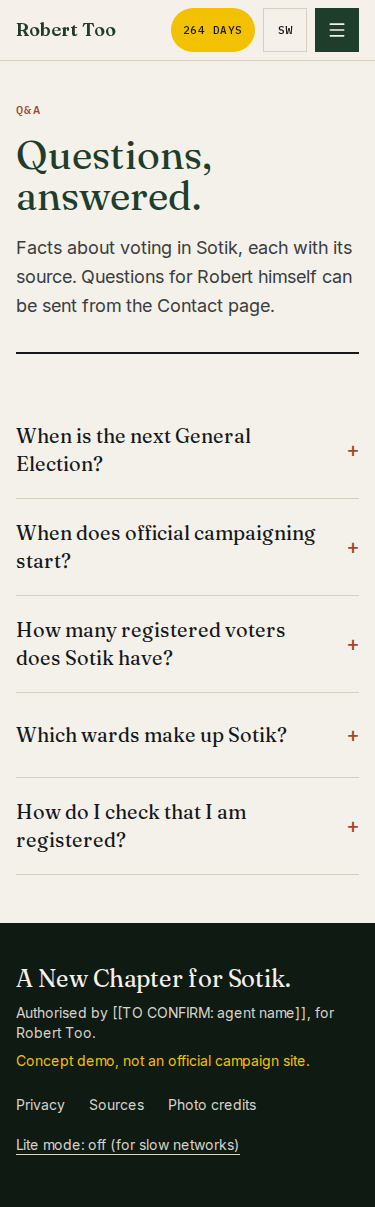 Robert Too
264 DAYS
SW
Q&A
Questions,
answered.
Facts about voting in Sotik, each with its
source. Questions for Robert himself can
be sent from the Contact page.
When is the next General
Election?
+
When does official campaigning
start?
+
How many registered voters
does Sotik have?
+
Which wards make up Sotik?
+
How do I check that I am
registered?
+
A New Chapter for Sotik.
Authorised by [[TO CONFIRM: agent name]], for
Robert Too.
Concept demo, not an official campaign site.
Privacy Sources Photo credits
Lite mode: off (for slow networks)